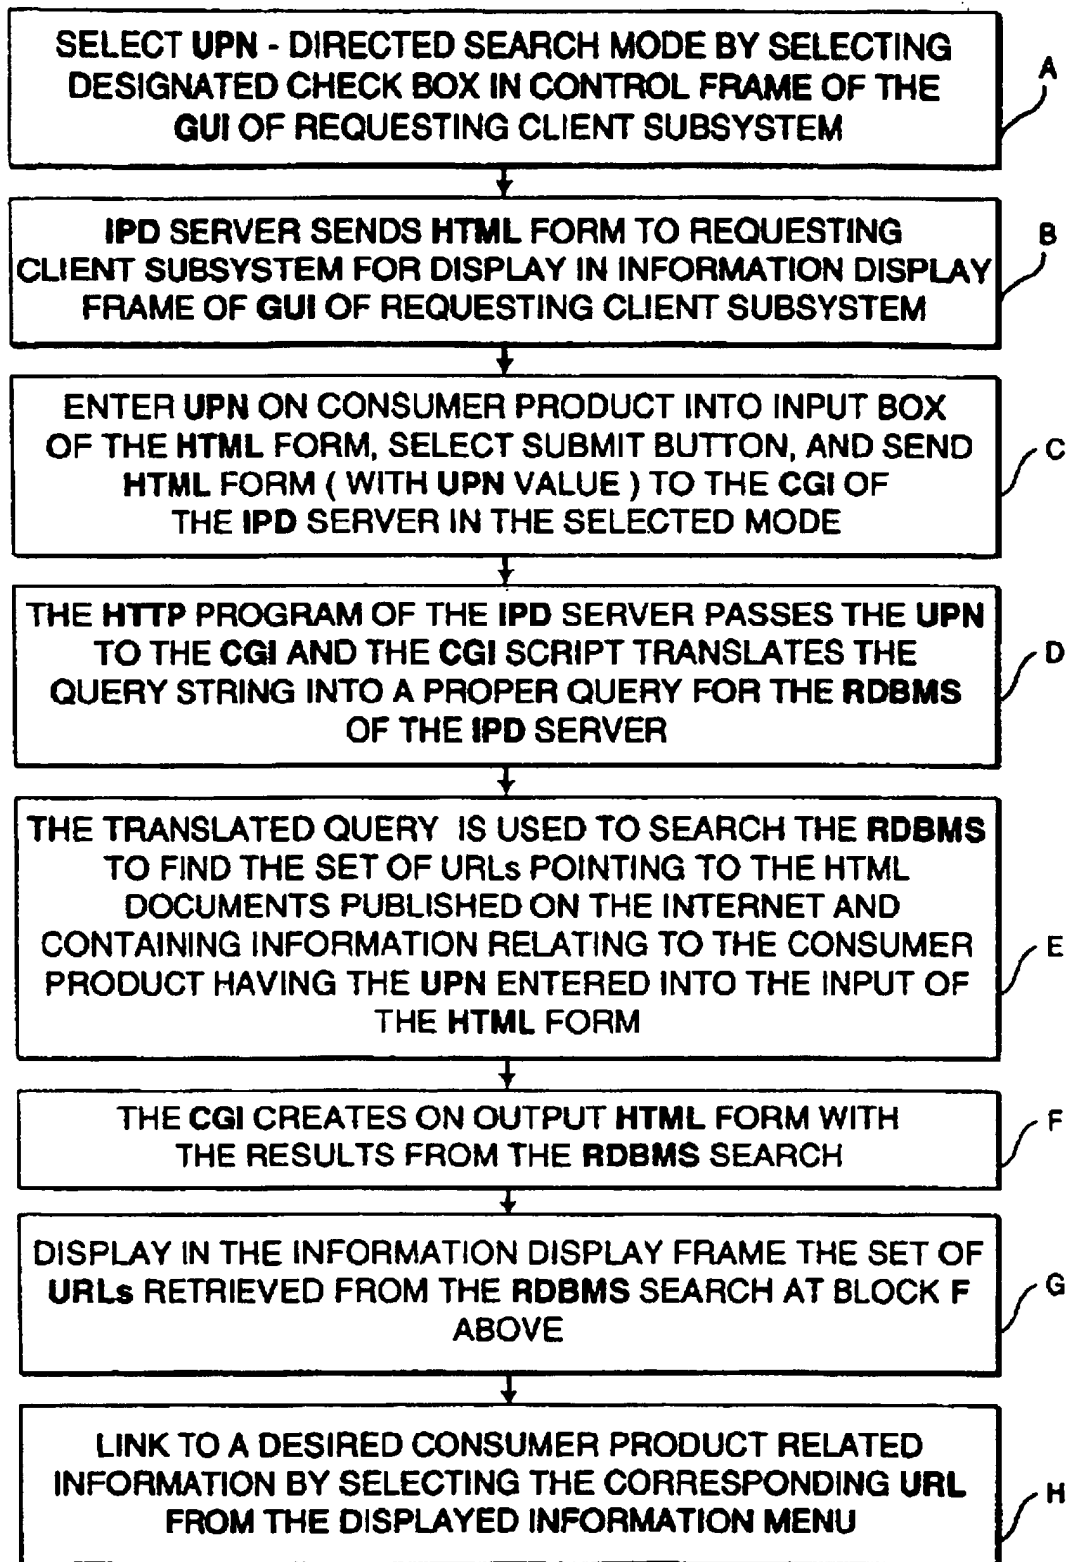 SELECT UPN - DIRECTED SEARCH MODE BY SELECTING
DESIGNATED CHECK BOX IN CONTROL FRAME OF THE
GUI OF REQUESTING CLIENT SUBSYSTEM
A
IPD SERVER SENDS HTML FORM TO REQUESTING
CLIENT SUBSYSTEM FOR DISPLAY IN INFORMATION DISPLAY
FRAME OF GUI OF REQUESTING CLIENT SUBSYSTEM
B
ENTER UPN ON CONSUMER PRODUCT INTO INPUT BOX
OF THE HTML FORM, SELECT SUBMIT BUTTON, AND SEND
HTML FORM ( WITH UPN VALUE ) TO THE CGI OF
THE IPD SERVER IN THE SELECTED MODE
C
THE HTTP PROGRAM OF THE IPD SERVER PASSES THE UPN
TO THE CGI AND THE CGI SCRIPT TRANSLATES THE
QUERY STRING INTO A PROPER QUERY FOR THE RDBMS
OF THE IPD SERVER
D
THE TRANSLATED QUERY IS USED TO SEARCH THE RDBMS
TO FIND THE SET OF URLs POINTING TO THE HTML
DOCUMENTS PUBLISHED ON THE INTERNET AND
CONTAINING INFORMATION RELATING TO THE CONSUMER
PRODUCT HAVING THE UPN ENTERED INTO THE INPUT OF
THE HTML FORM
E
THE CGI CREATES ON OUTPUT HTML FORM WITH
THE RESULTS FROM THE RDBMS SEARCH
F
DISPLAY IN THE INFORMATION DISPLAY FRAME THE SET OF
URLs RETRIEVED FROM THE RDBMS SEARCH AT BLOCK F
ABOVE
G
LINK TO A DESIRED CONSUMER PRODUCT RELATED
INFORMATION BY SELECTING THE CORRESPONDING URL
FROM THE DISPLAYED INFORMATION MENU
H